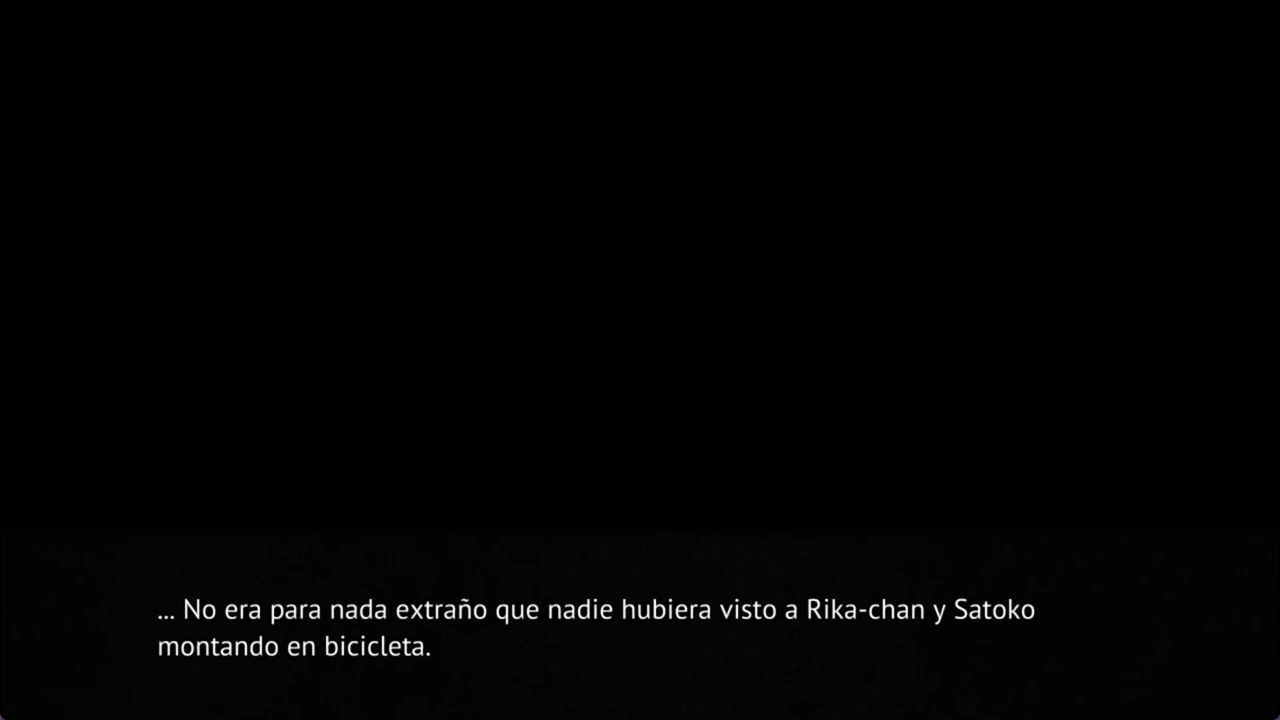 ... No era para nada extraño que nadie hubiera visto a Rika-chan y Satoko
montando en bicicleta.